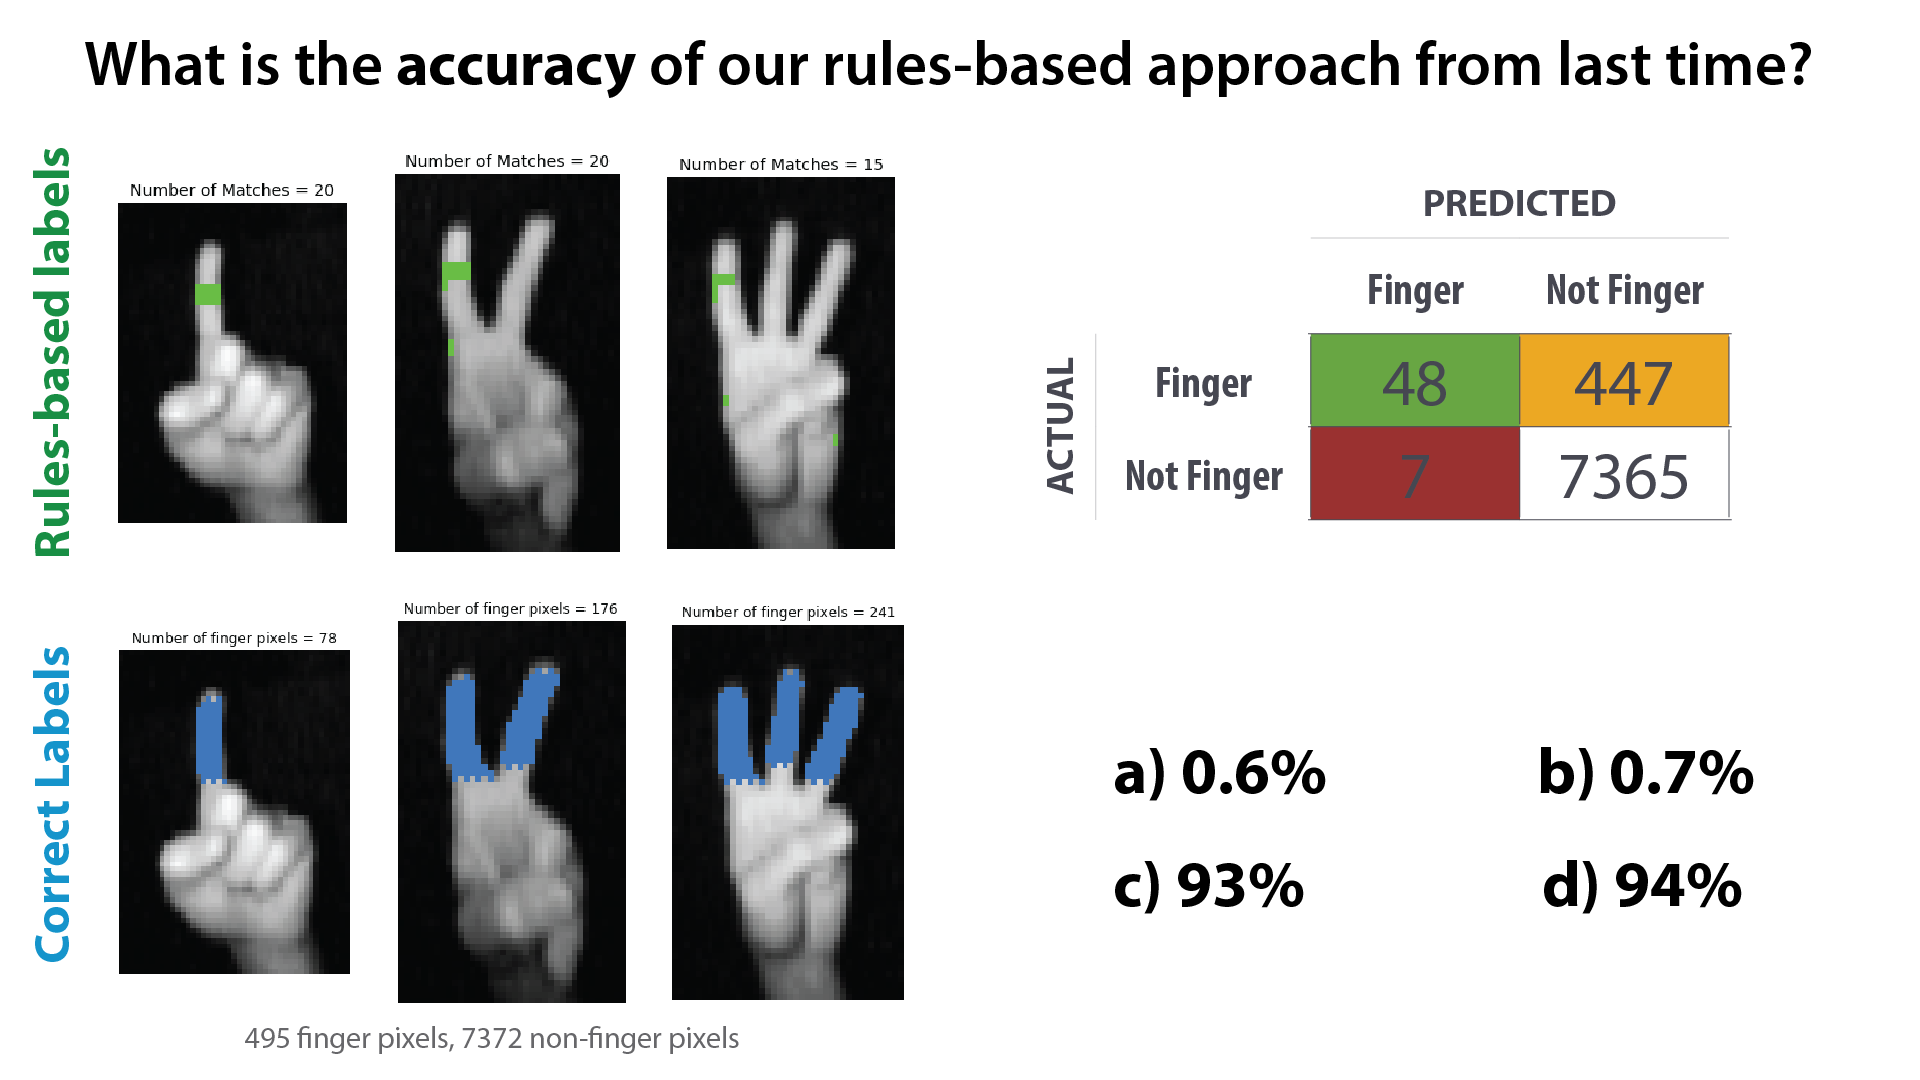 What is the accuracy of our rules-based approach from last time?
Rules-based labels
Number of Matches = 20
Number of Matches = 20
Number of Matches = 15
PREDICTED
Finger Not Finger
ACTUAL
Finger 48 447
Not Finger 7 7365
Correct Labels
Number of finger pixels = 78
Number of finger pixels = 176
Number of finger pixels = 241
495 finger pixels, 7372 non-finger pixels
a) 0.6% b) 0.7%
c) 93% d) 94%